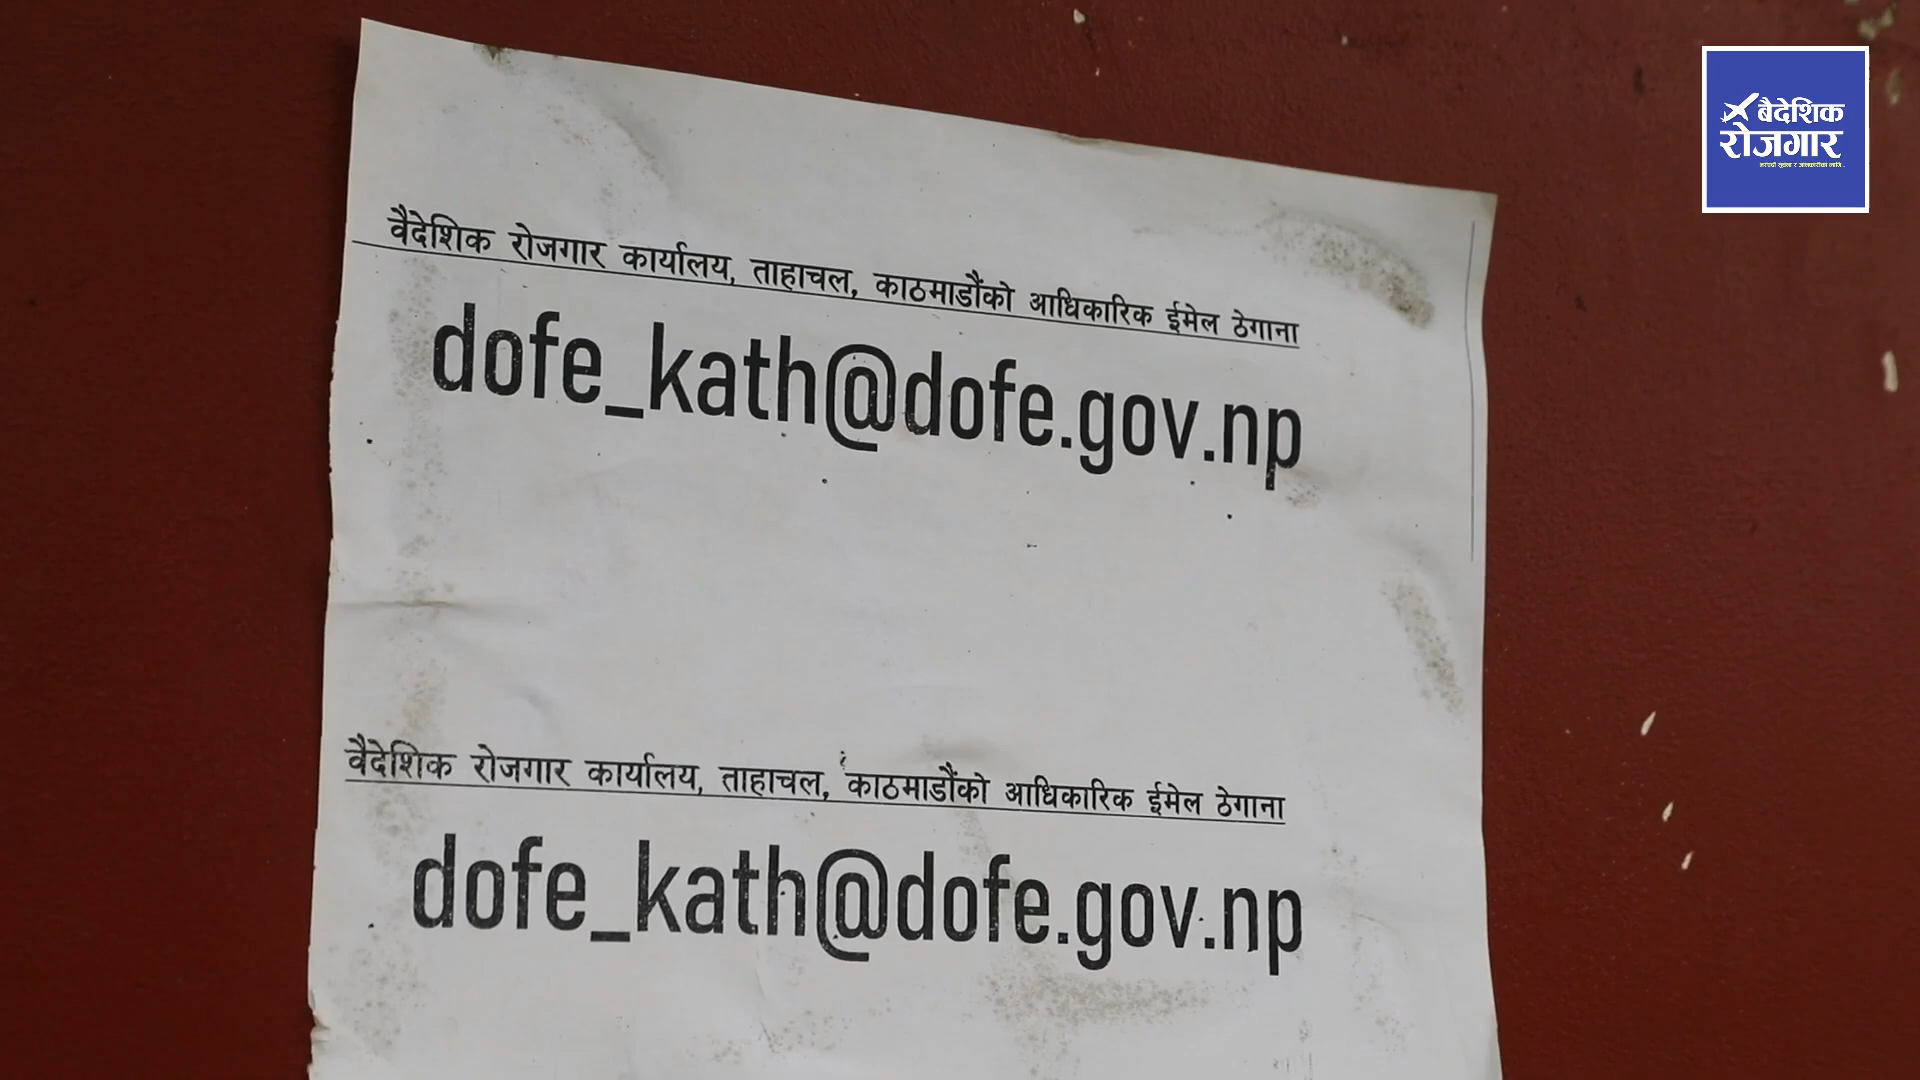 बैदेशिक
रोजगार
वैदेशिक रोजगार कार्यालय, ताहाचल, काठमाडौंको आधिकारिक ईमेल ठेगाना
dofe_kath@dofe.gov.np
वैदेशिक रोजगार कार्यालय, ताहाचल, काठमाडौंको आधिकारिक ईमेल ठेगाना
dofe_kath@dofe.gov.np